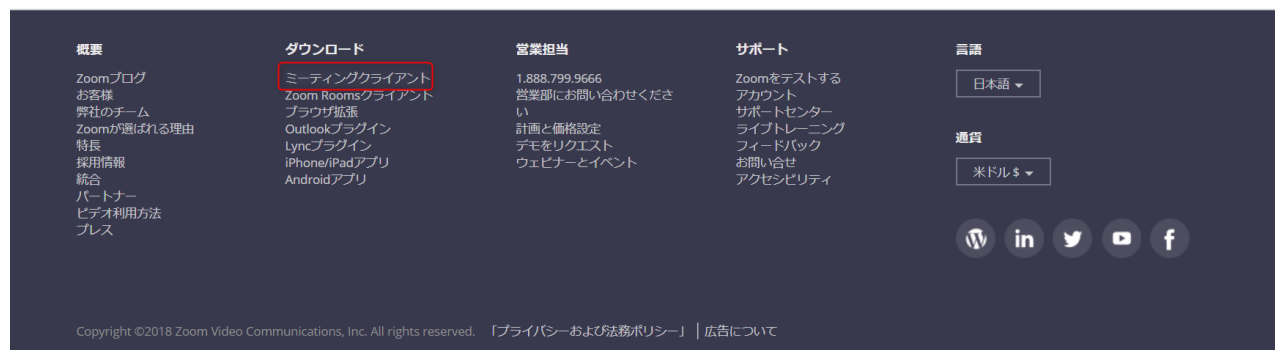 概要
Zoomブログ
お客様
弊社のチーム
Zoomが選ばれる理由
特長
採用情報
統合
パートナー
ビデオ利用方法
プレス
ダウンロード
ミーティングクライアント
Zoom Roomsクライアント
ブラウザ拡張
Outlookプラグイン
Lyncプラグイン
iPhone/iPadアプリ
Androidアプリ
営業担当
1.888.799.9666
営業部にお問い合わせくださ
い
計画と価格設定
デモをリクエスト
ウェビナーとイベント
サポート
Zoomをテストする
アカウント
サポートセンター
ライブトレーニング
フィードバック
お問い合せ
アクセシビリティ
言語
日本語
通貨
米ドル $
Copyright ©2018 Zoom Video Communications, Inc. All rights reserved. 「プライバシーおよび法務ポリシー」 | 広告について